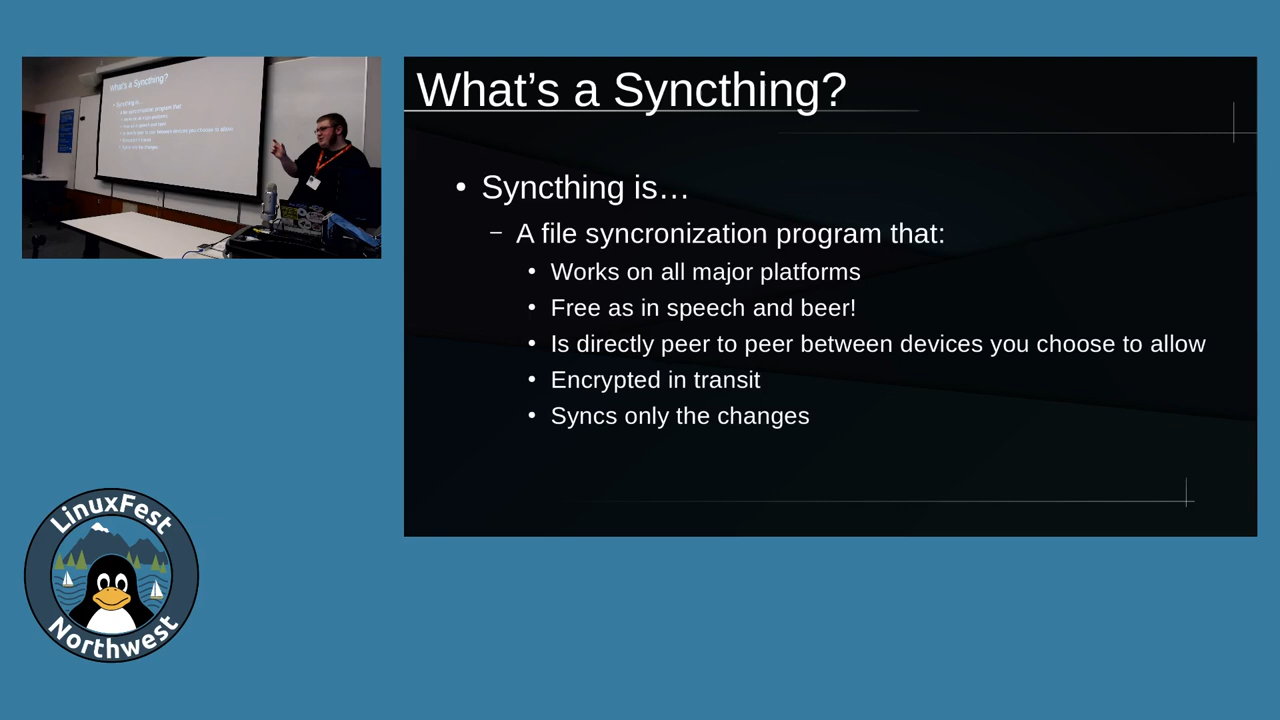 What's a Syncthing?
• Syncthing is…
– A file syncronization program that:
• Works on all major platforms
• Free as in speech and beer!
• Is directly peer to peer between devices you choose to allow
• Encrypted in transit
• Syncs only the changes
What's a Syncthing?
LinuxFest
Northwest